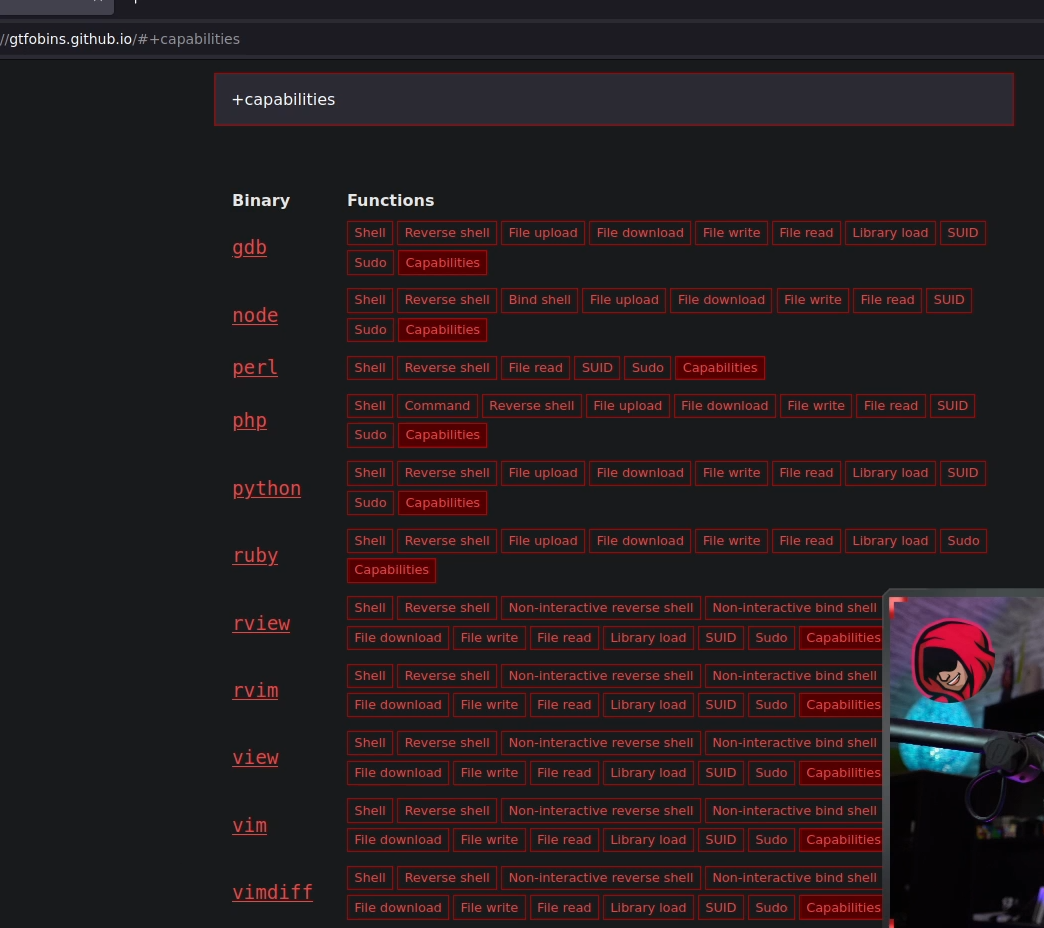 //gtfobins.github.io/#+capabilities
+capabilities
Binary Functions
gdb Shell Reverse shell File upload File download File write File read Library load SUID
Sudo Capabilities
node Shell Reverse shell Bind shell File upload File download File write File read SUID
Sudo Capabilities
perl Shell Reverse shell File read SUID Sudo Capabilities
php Shell Command Reverse shell File upload File download File write File read SUID
Sudo Capabilities
python Shell Reverse shell File upload File download File write File read Library load SUID
Sudo Capabilities
ruby Shell Reverse shell File upload File download File write File read Library load Sudo
Capabilities
rview Shell Reverse shell Non-interactive reverse shell Non-interactive bind shell
File download File write File read Library load SUID Sudo Capabilities
rvim Shell Reverse shell Non-interactive reverse shell Non-interactive bind shell
File download File write File read Library load SUID Sudo Capabilities
view Shell Reverse shell Non-interactive reverse shell Non-interactive bind shell
File download File write File read Library load SUID Sudo Capabilities
vim Shell Reverse shell Non-interactive reverse shell Non-interactive bind shell
File download File write File read Library load SUID Sudo Capabilities
vimdiff Shell Reverse shell Non-interactive reverse shell Non-interactive bind shell
File download File write File read Library load SUID Sudo Capabilities